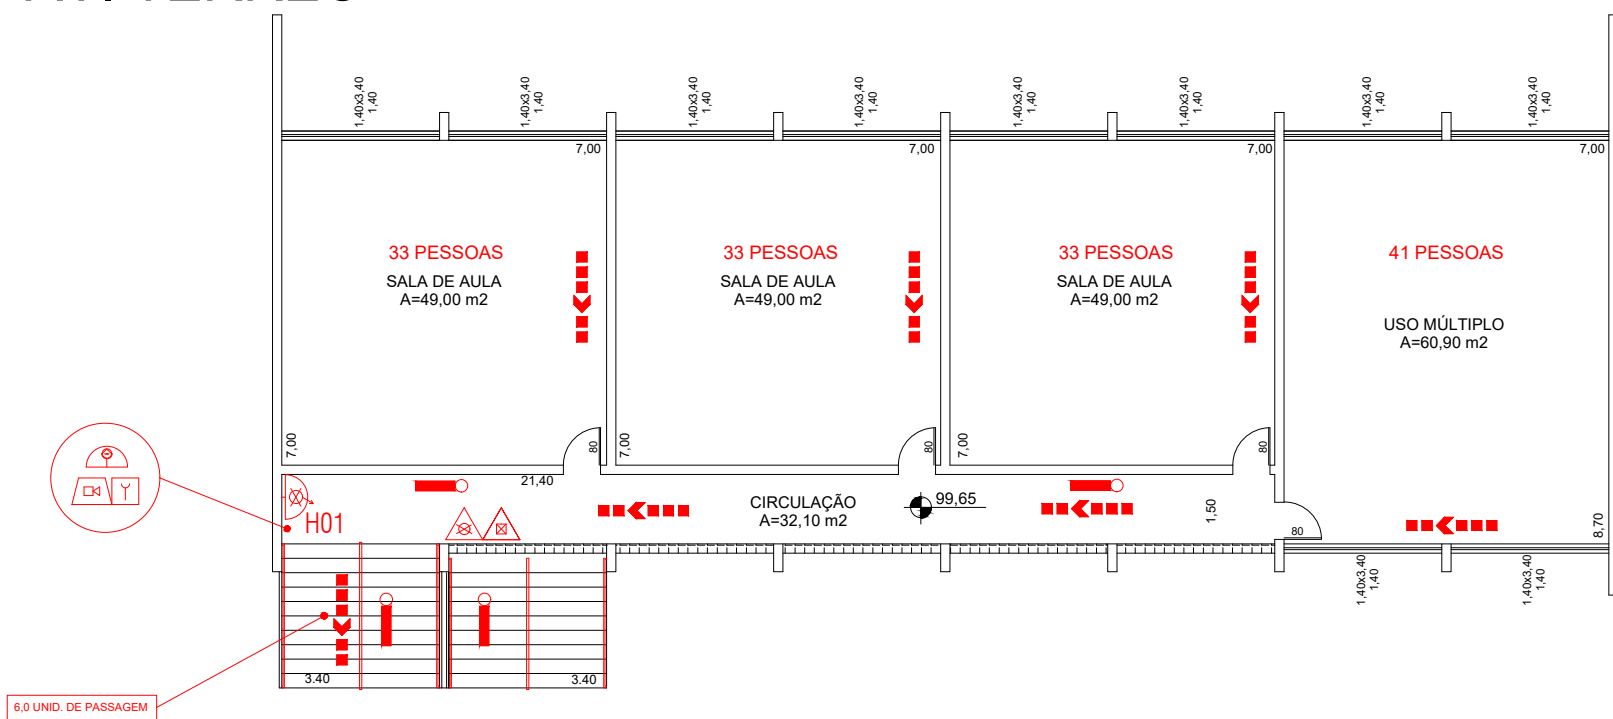 1,40x3,40
1,40
1,40x3,40
1,40
1,40x3,40
1,40
1,40x3,40
1,40
1,40x3,40
1,40
1,40x3,40
1,40
1,40x3,40
1,40
1,40x3,40
1,40
7,00
7,00
7,00
7,00
33 PESSOAS
SALA DE AULA
A=49,00 m2
33 PESSOAS
SALA DE AULA
A=49,00 m2
33 PESSOAS
SALA DE AULA
A=49,00 m2
41 PESSOAS
USO MÚLTIPLO
A=60,90 m2
7,00
80
7,00
80
7,00
80
21,40
H01
CIRCULAÇÃO
A=32,10 m2
99,65
1,50
80
8,70
1,40x3,40
1,40
1,40x3,40
1,40
3.40
3.40
6,0 UNID. DE PASSAGEM